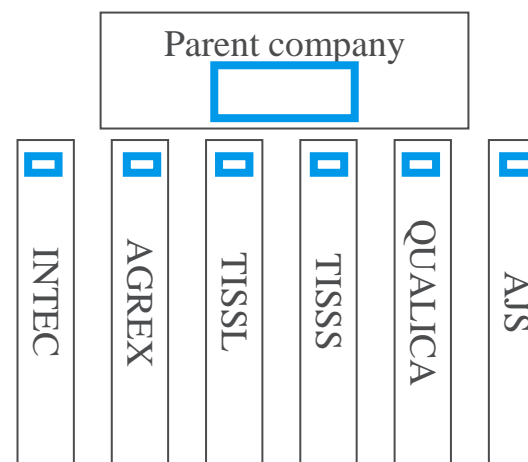 Parent company
INTEC
AGREX
TISSL
TISSS
QUALICA
AJS